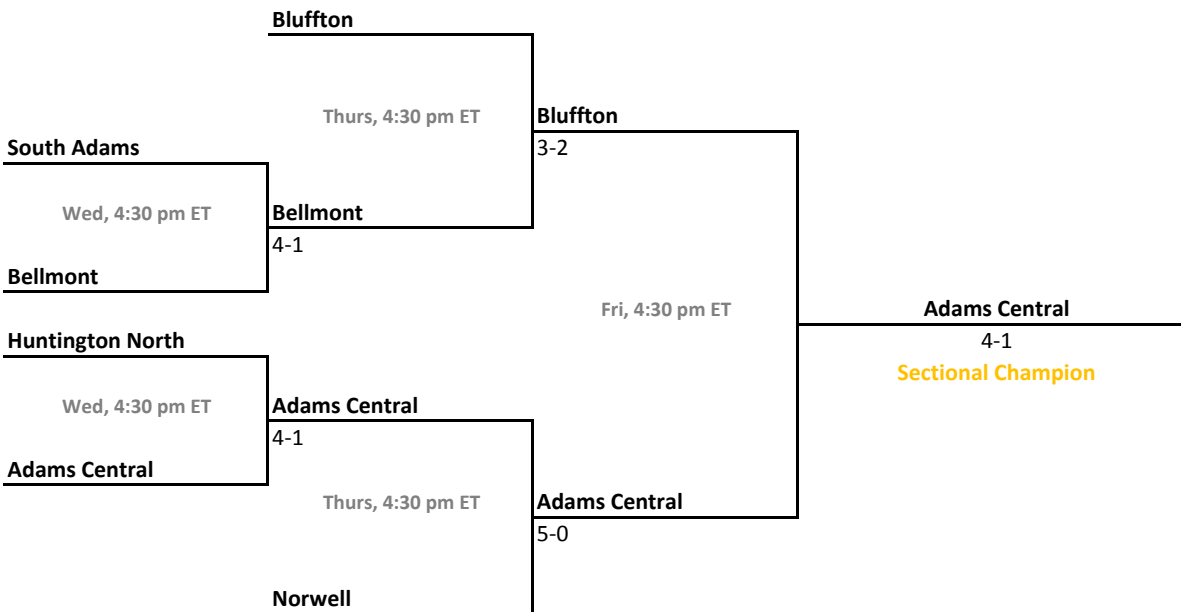 Bluffton
Thurs, 4:30 pm ET
Bluffton
3-2
South Adams
Wed, 4:30 pm ET
Bellmont
4-1
Bellmont
Fri, 4:30 pm ET
Adams Central
4-1
Sectional Champion
Huntington North
Wed, 4:30 pm ET
Adams Central
4-1
Adams Central
Thurs, 4:30 pm ET
Adams Central
5-0
Norwell